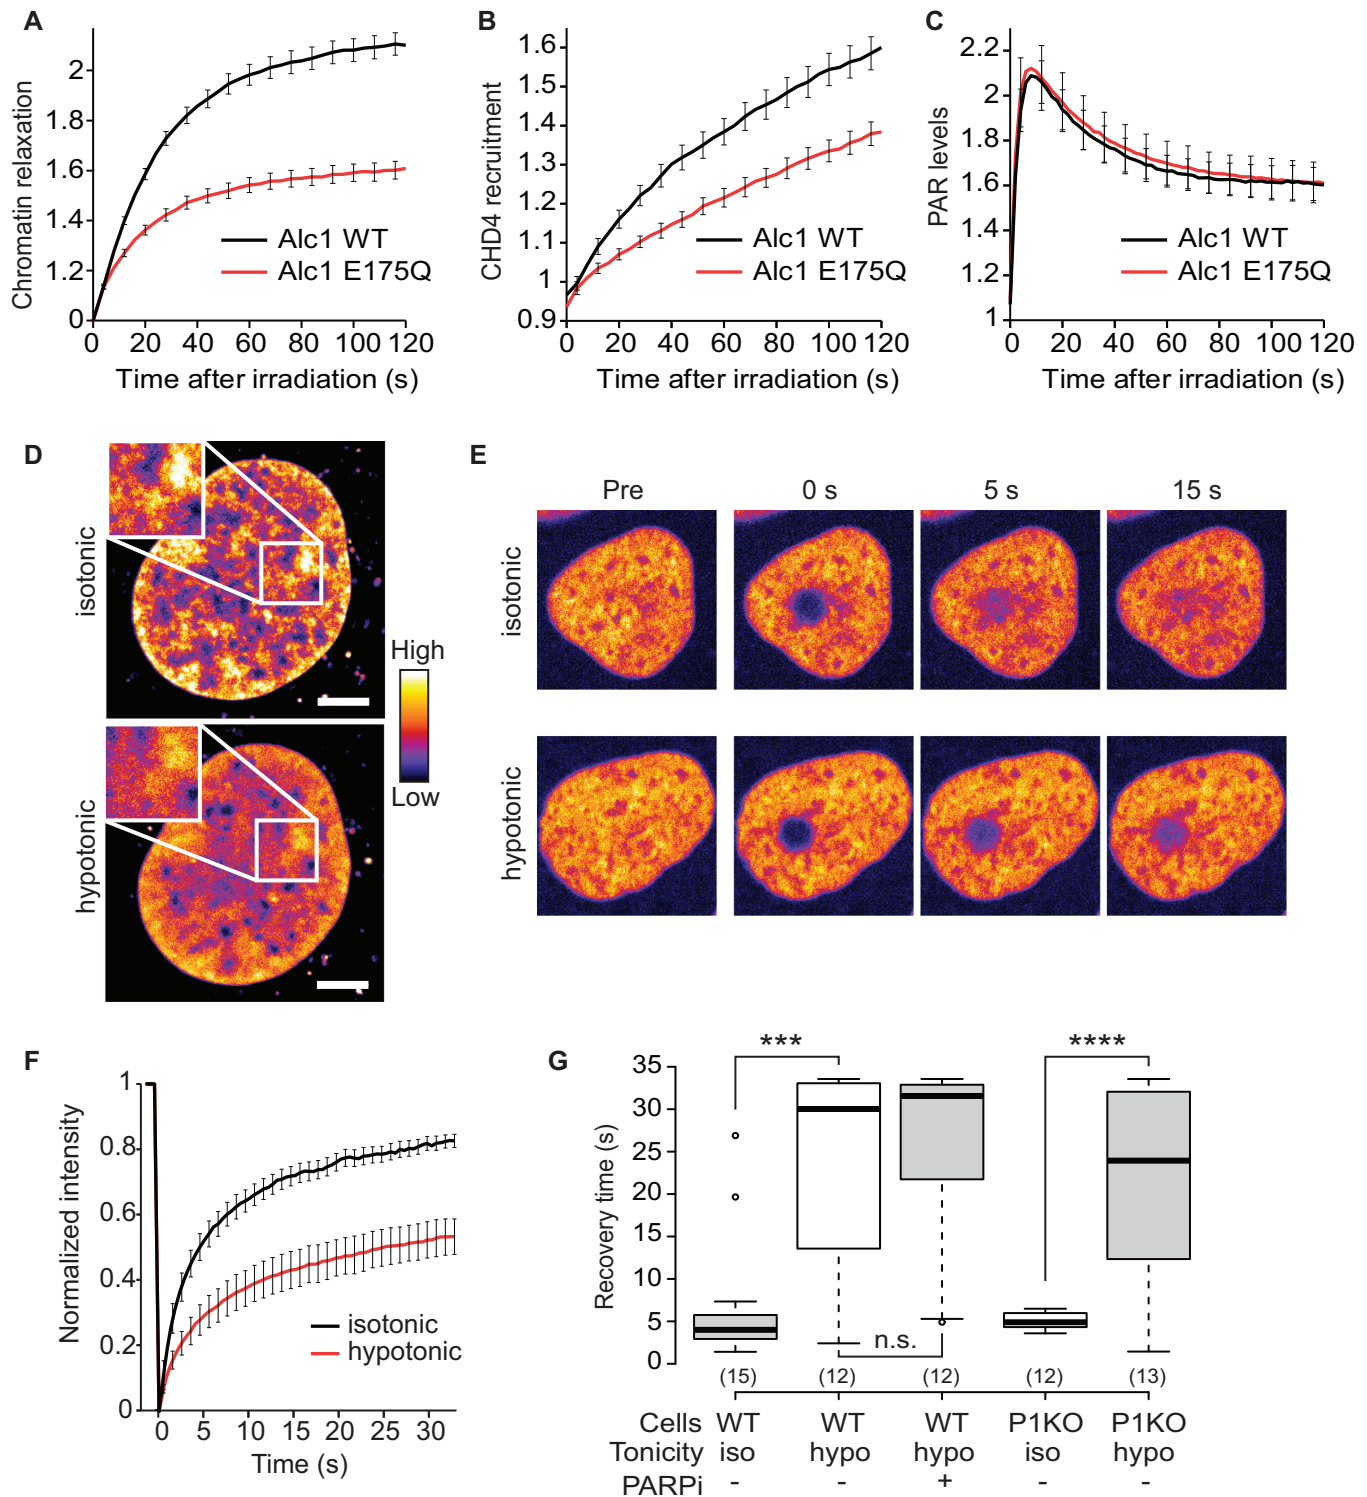 A
Chromatin relaxation
2
1.8
1.6
1.4
1.2
0
Alc1 WT
Alc1 E175Q
0 20 40 60 80 100 120
Time after irradiation (s)
B
CHD4 recruitment
1.6
1.5
1.4
1.3
1.2
1.1
1
0.9
Alc1 WT
Alc1 E175Q
0 20 40 60 80 100 120
Time after irradiation (s)
C
PAR levels
2.2
2
1.8
1.6
1.4
1.2
1
Alc1 WT
Alc1 E175Q
0 20 40 60 80 100 120
Time after irradiation (s)
D
isotonic
hypotonic
High
Low
E
Pre 0 s 5 s 15 s
isotonic
hypotonic
F
Normalized intensity
1
0.8
0.6
0.4
0.2
0
isotonic
hypotonic
0 5 10 15 20 25 30
Time (s)
G
Recovery time (s)
35
30
25
20
15
10
5
0
*** ****
n.s.
(15) (12) (12) (12) (13)
Cells WT WT WT P1KO P1KO
Tonicity iso hypo hypo iso hypo
PARPi - - + - -